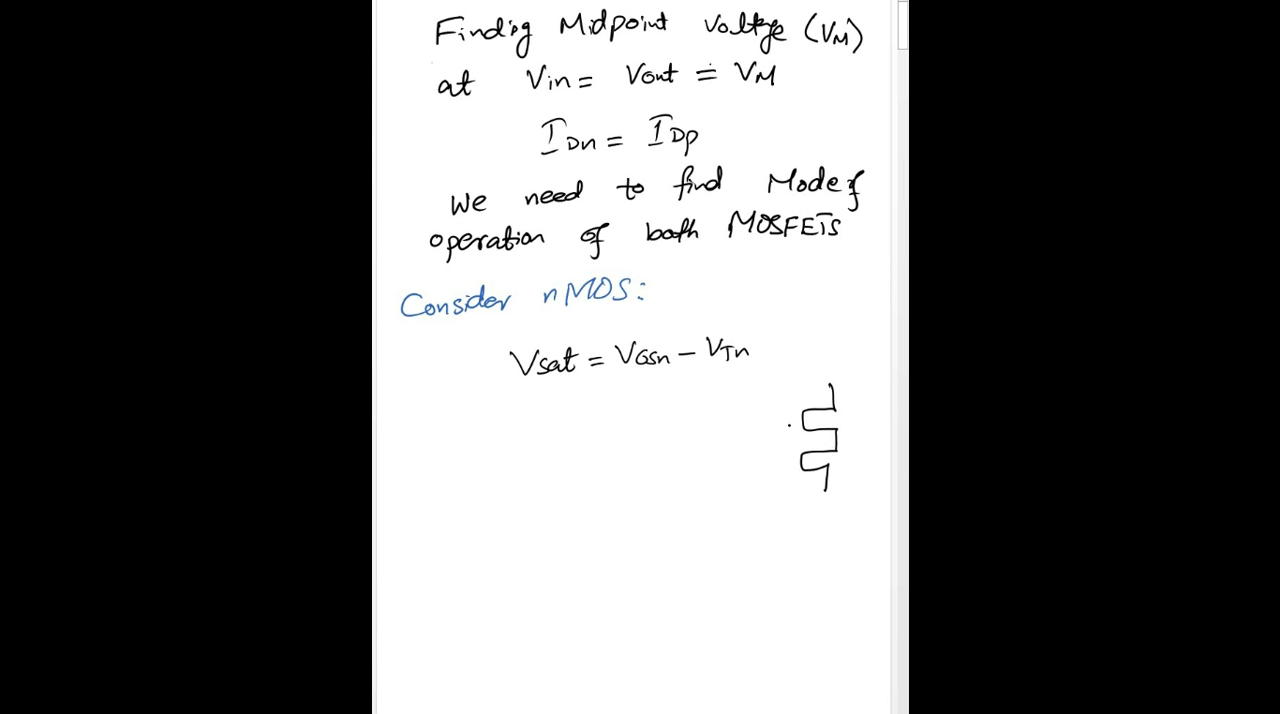 Finding Midpoint Voltage (VM)
at Vin = Vout = VM
IDn = IDp
We need to find Mode of
operation of both MOSFETs
Consider nMOS:
Vsat = VGSn - VTn